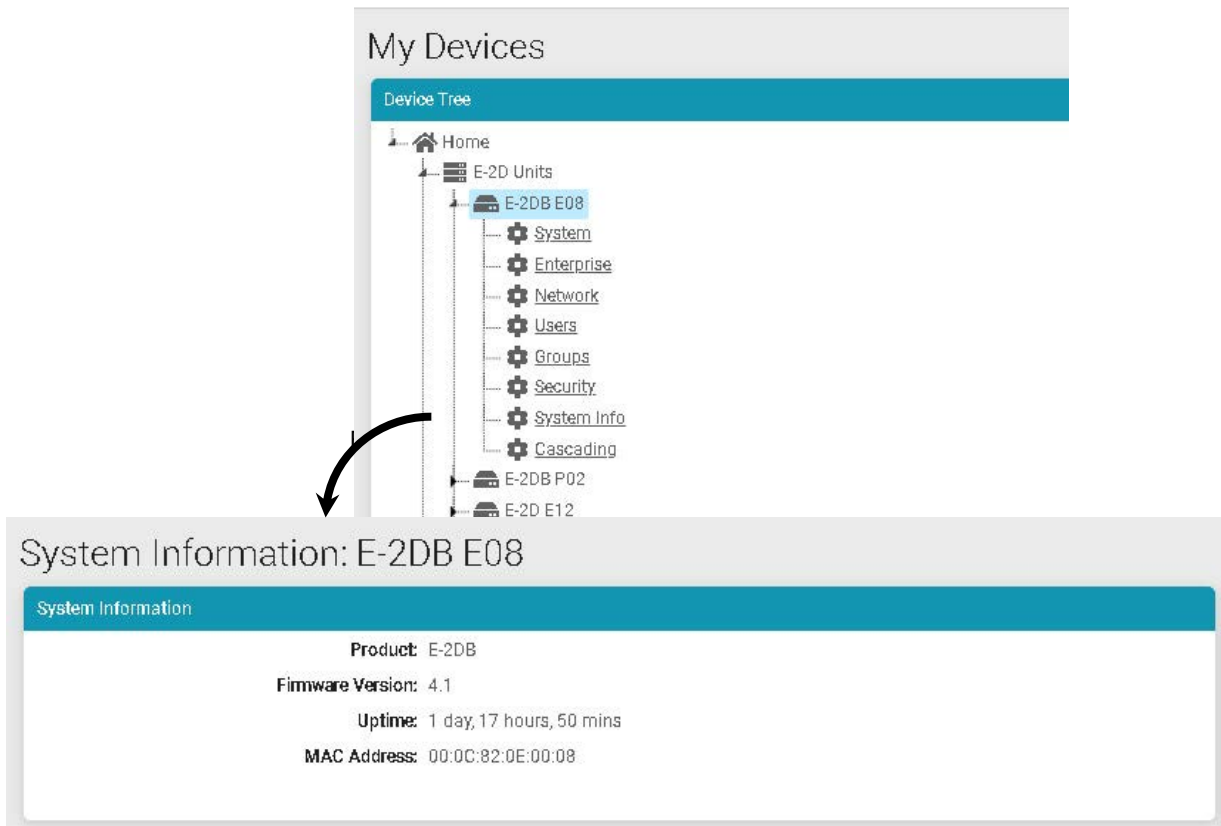 My Devices
Device Tree
Home
E-2D Units
E-2DB E08
System
Enterprise
Network
Users
Groups
Security
System Info
Cascading
E-2DB P02
E-2D E12
System Information: E-2DB E08
System Information
Product: E-2DB
Firmware Version: 4.1
Uptime: 1 day, 17 hours, 50 mins
MAC Address: 00:0C:82:0E:00:08